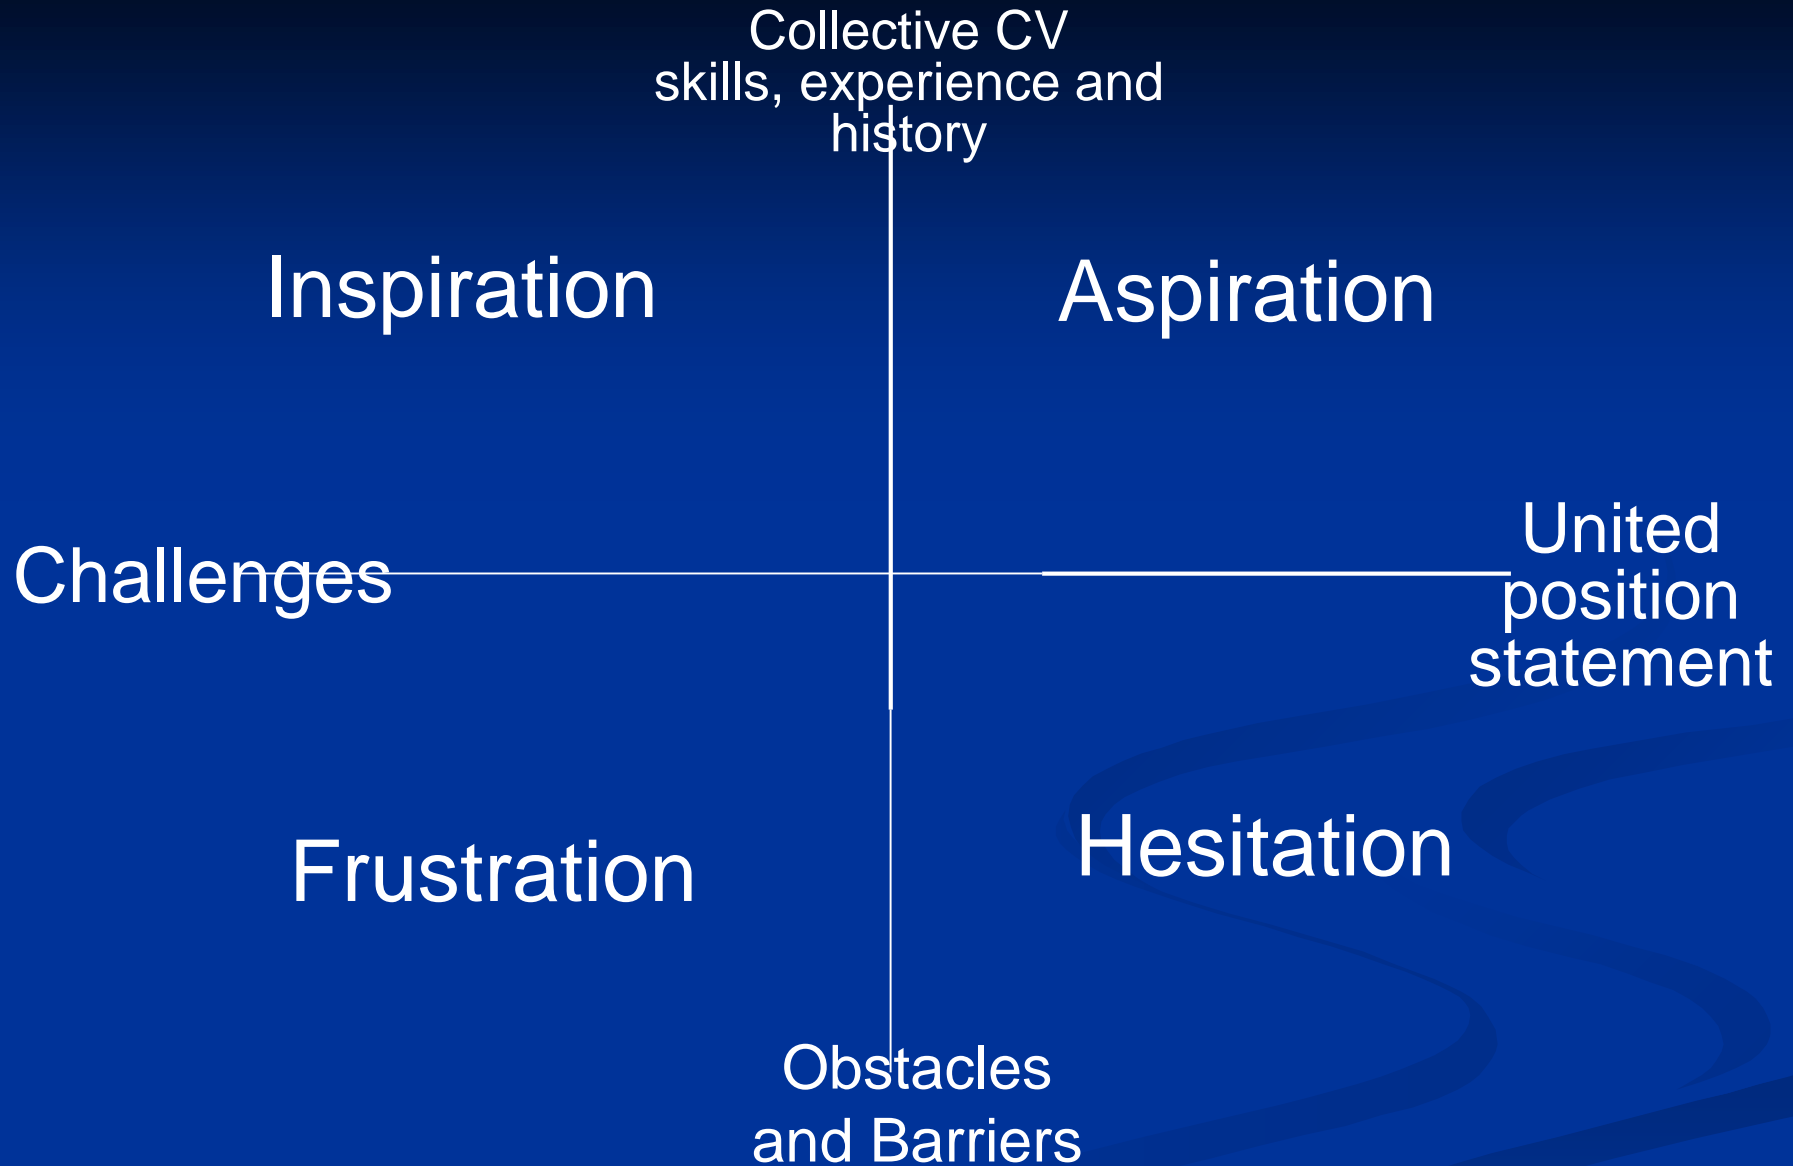 Collective CV
skills, experience and
history
Inspiration
Aspiration
Challenges
United
position
statement
Frustration
Hesitation
Obstacles
and Barriers